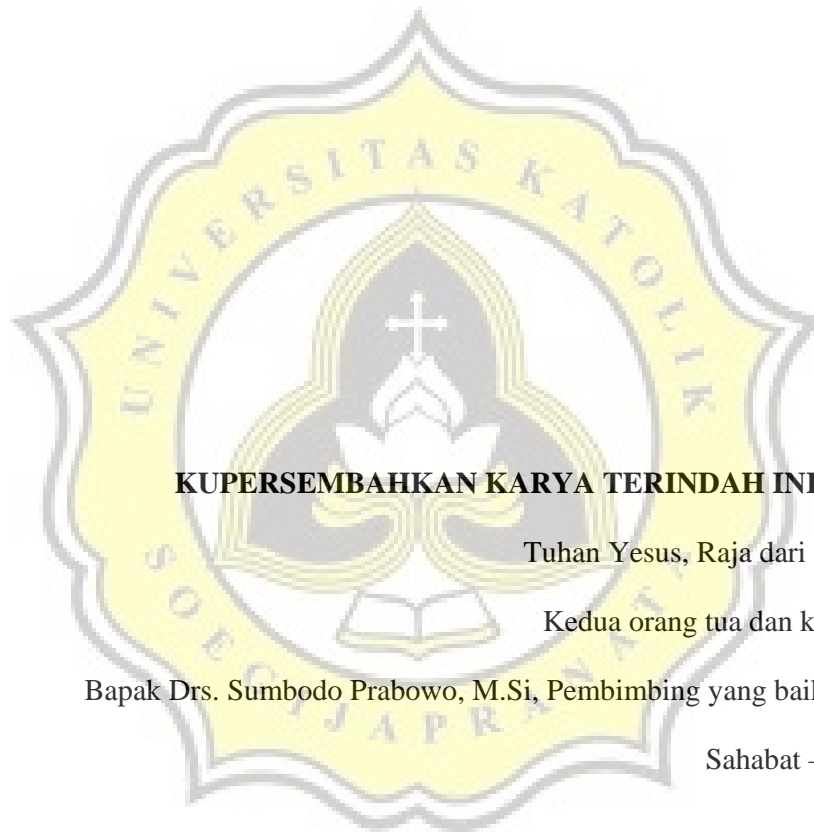 UNIVERSITAS KATOLIK
SOEGIJAPRANATA
KUPERSEMBAHKAN KARYA TERINDAH INI
Tuhan Yesus, Raja dari
Kedua orang tua dan
Bapak Drs. Sumbodo Prabowo, M.Si, Pembimbing yang
Sahabat –